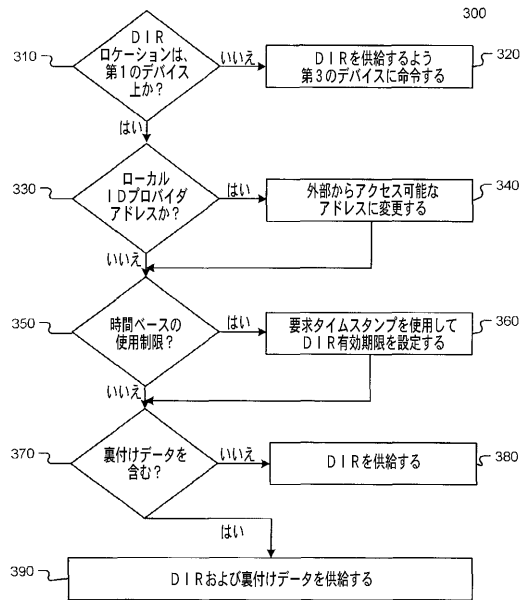 300
310
ＤＩＲ
ロケーションは、
第１のデバイス
上か？
いいえ
ＤＩＲを供給するよう
第３のデバイスに命令する
320
はい
330
ローカル
ＩＤプロバイダ
アドレスか？
はい
外部からアクセス可能な
アドレスに変更する
340
いいえ
350
時間ベースの
使用制限？
はい
要求タイムスタンプを使用して
ＤＩＲ有効期限を設定する
360
いいえ
370
裏付けデータを
含む？
いいえ
ＤＩＲを供給する
380
はい
390
ＤＩＲおよび裏付けデータを供給する